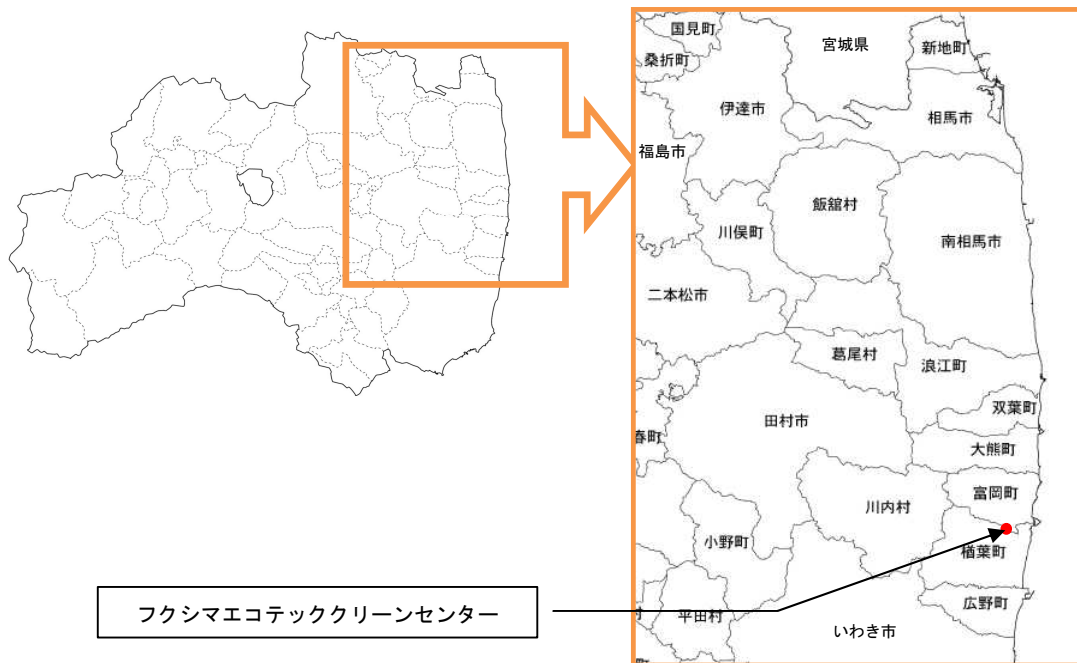 国見町
宮城県
新地町
桑折町
伊達市
相馬市
福島市
飯舘村
川俣町
南相馬市
二本松市
葛尾村
浪江町
双葉町
田村市
春町
大熊町
富岡町
川内村
小野町
楢葉町
広野町
フクシマエコテッククリーンセンター
村
平田村
いわき市
町